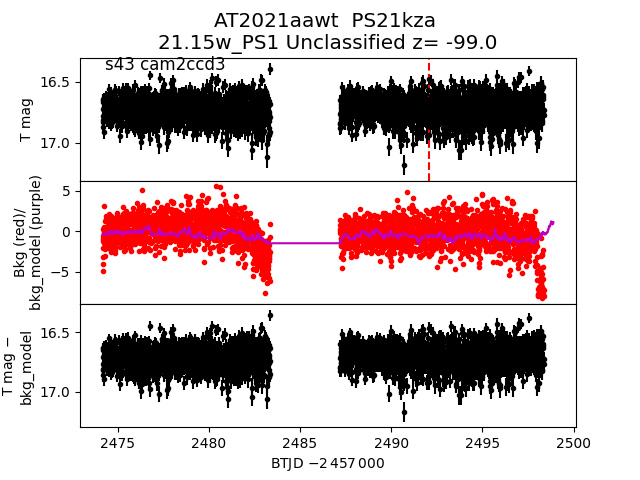 AT2021aawt  PS21kza
21.15w_PS1 Unclassified z= -99.0
s43 cam2ccd3
T mag
16.5
17.0
Bkg (red)/
bkg_model (purple)
5
0
−5
T mag −
bkg_model
16.5
17.0
2475 2480 2485 2490 2495 2500
BTJD −2 457 000